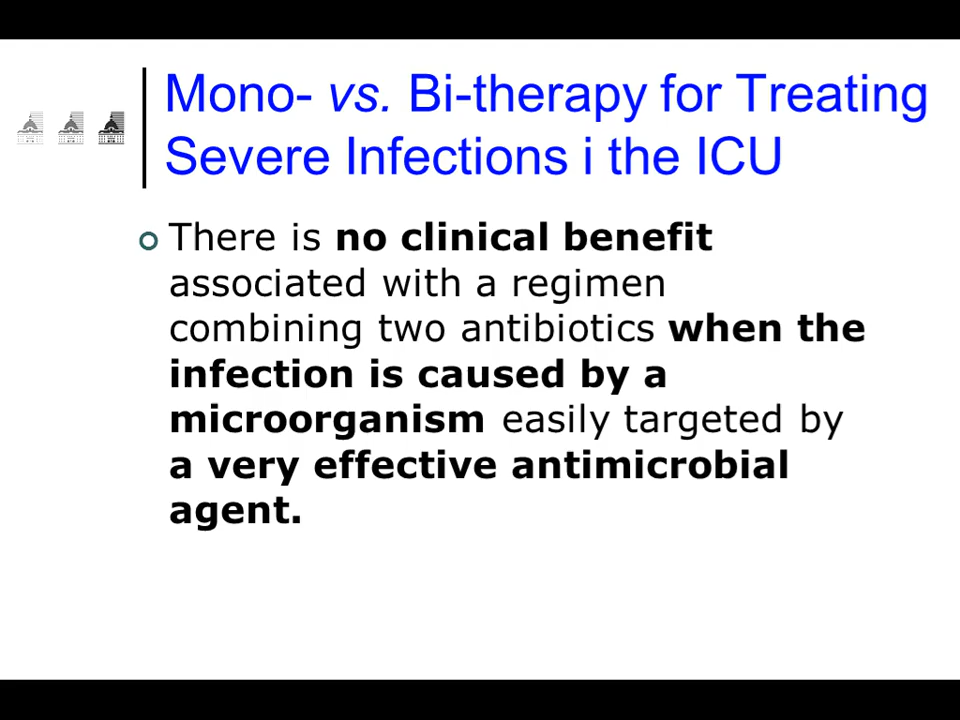 Mono- vs. Bi-therapy for Treating
Severe Infections i the ICU
There is no clinical benefit
associated with a regimen
combining two antibiotics when the
infection is caused by a
microorganism easily targeted by
a very effective antimicrobial
agent.